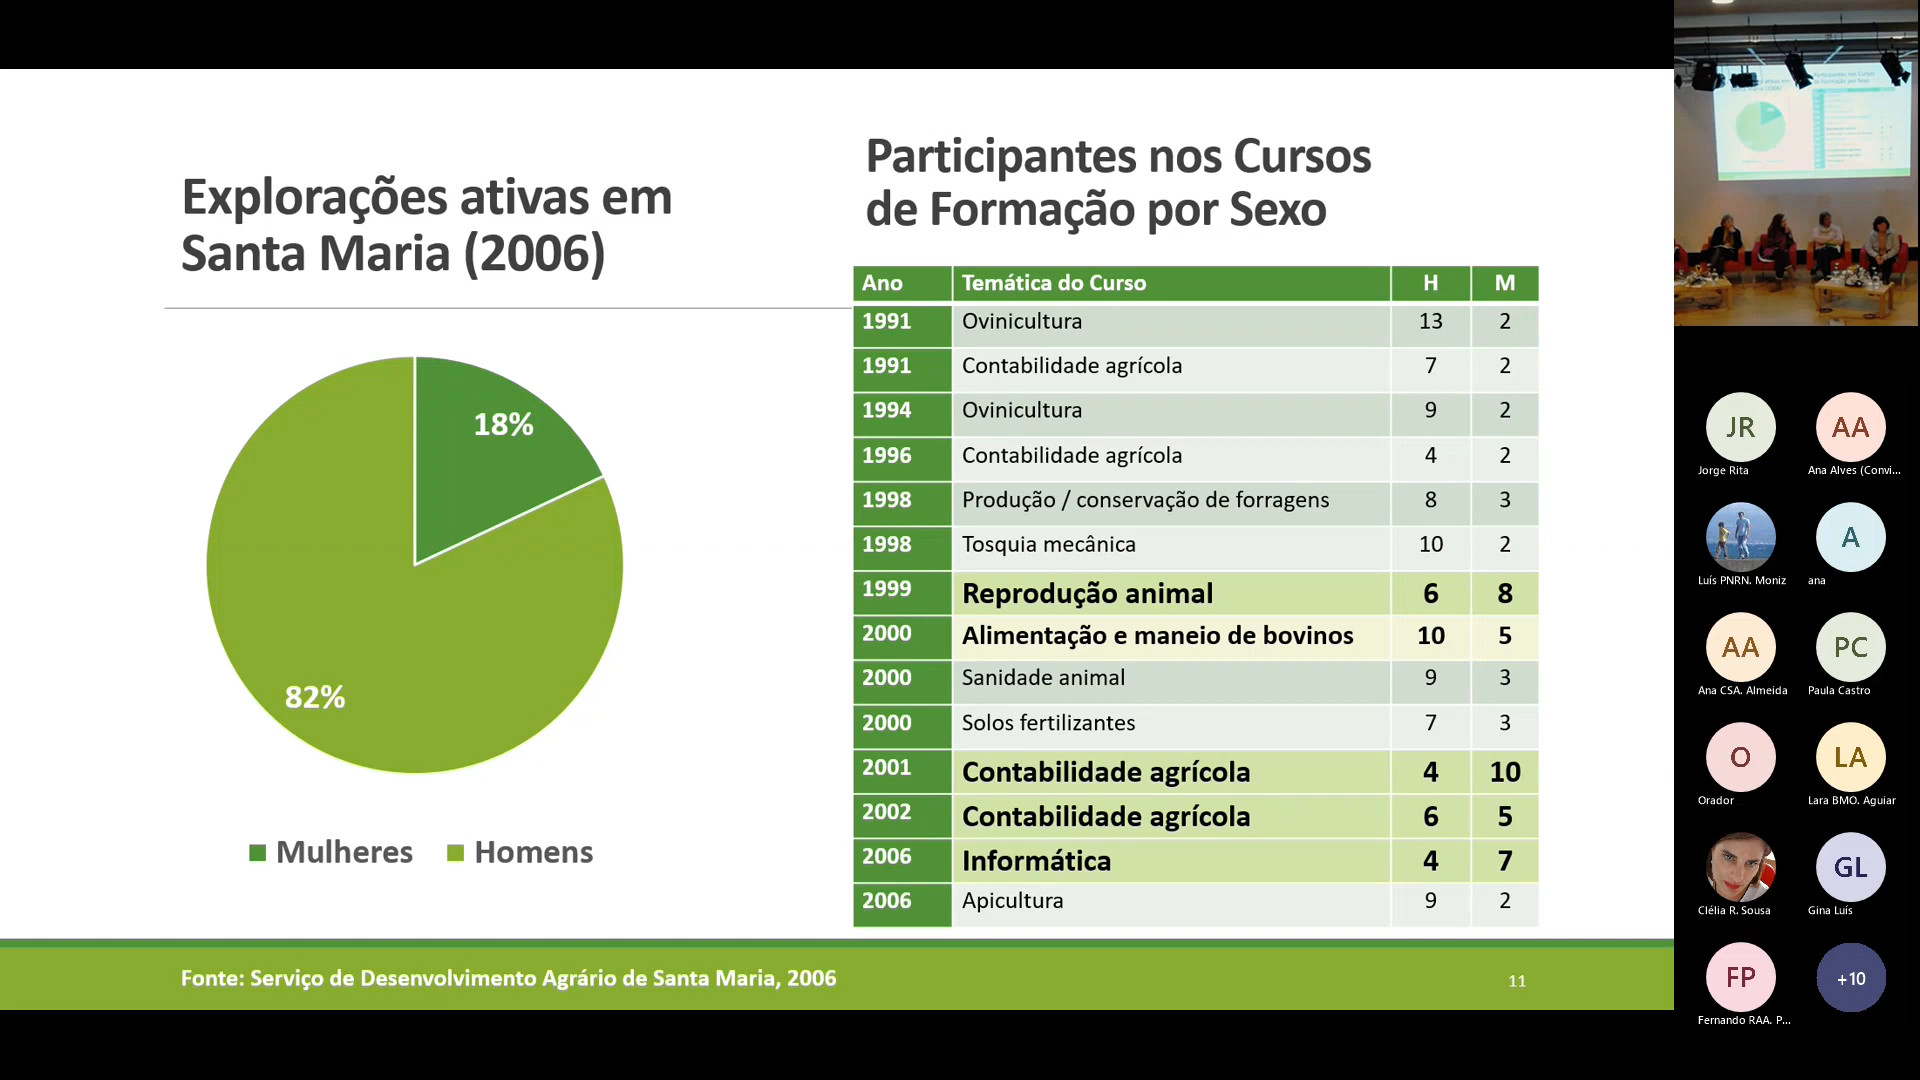 Explorações ativas em
Santa Maria (2006)
18%
82%
Mulheres Homens
Participantes nos Cursos
de Formação por Sexo
Ano Temática do Curso H M
1991 Ovinicultura 13 2
1991 Contabilidade agrícola 7 2
1994 Ovinicultura 9 2
1996 Contabilidade agrícola 4 2
1998 Produção / conservação de forragens 8 3
1998 Tosquia mecânica 10 2
1999 Reprodução animal 6 8
2000 Alimentação e maneio de bovinos 10 5
2000 Sanidade animal 9 3
2000 Solos fertilizantes 7 3
2001 Contabilidade agrícola 4 10
2002 Contabilidade agrícola 6 5
2006 Informática 4 7
2006 Apicultura 9 2
Fonte: Serviço de Desenvolvimento Agrário de Santa Maria, 2006
11
JR AA
Jorge Rita Ana Alves (Convi...
A
Luís PNRN. Moniz ana
AA PC
Ana CSA. Almeida Paula Castro
O LA
Orador Lara BMO. Aguiar
GL
Clélia R. Sousa Gina Luís
FP +10
Fernando RAA. P...